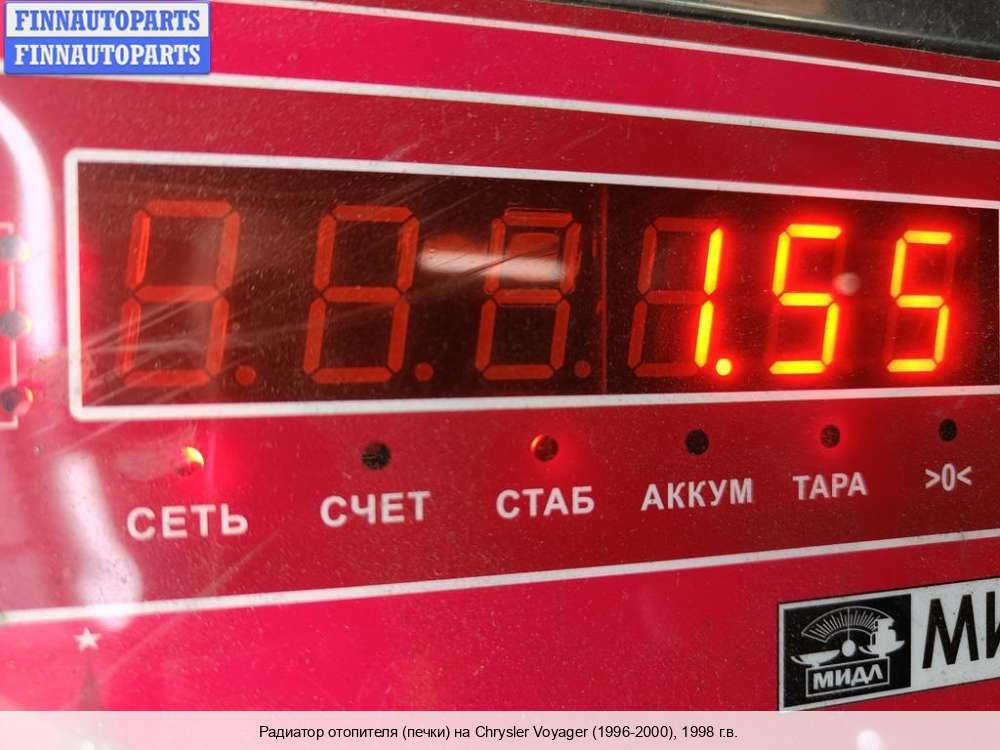 FINNAUTOPARTS
FINNAUTOPARTS
1.55
СЕТЬ СЧЕТ СТАБ АККУМ ТАРА >0<
МИДЛ
Радиатор отопителя (печки) на Chrysler Voyager (1996-2000), 1998 г.в.